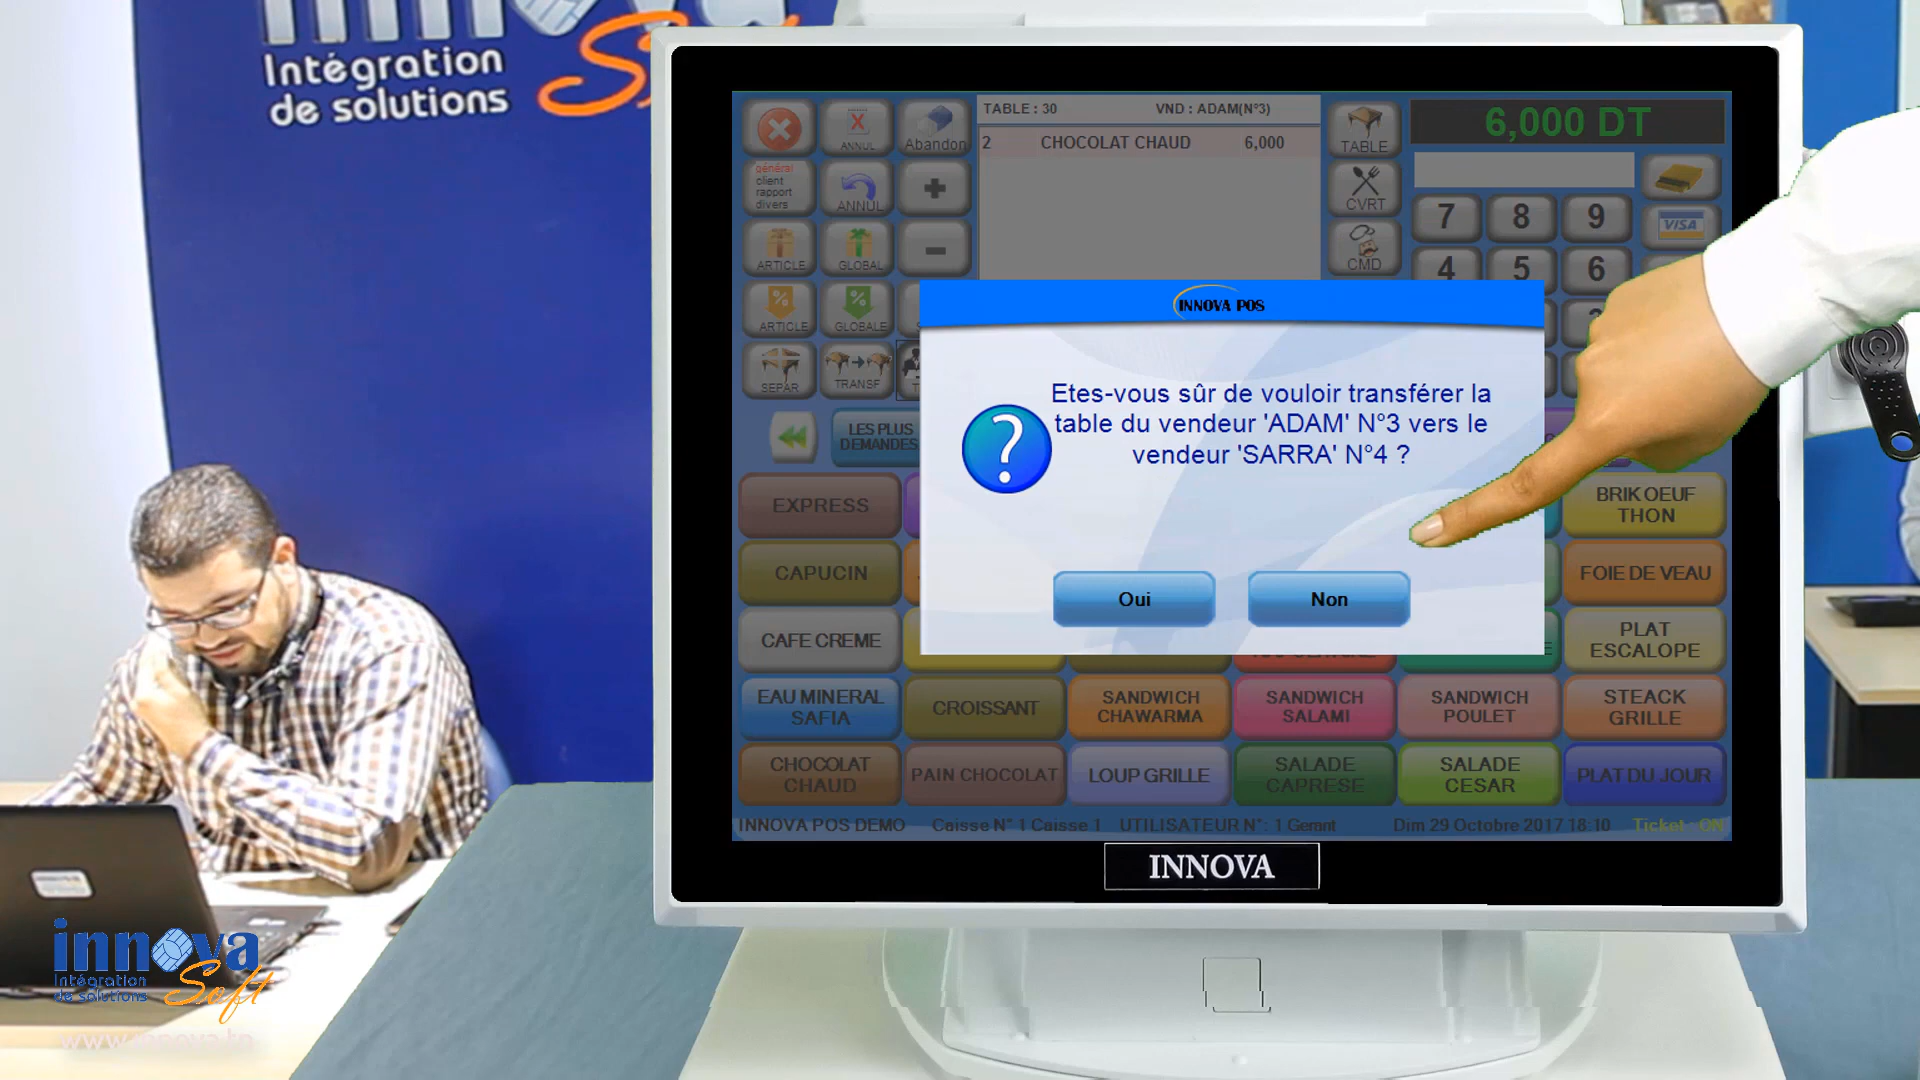 Intégration
de solutions
X
ANNUL
Abandon
TABLE : 30 VND : ADAM(N°3)
2 CHOCOLAT CHAUD 6,000
TABLE
6,000 DT
général
client
rapport
divers
ANNUL
+
CVRT
7 8 9
VISA
ARTICLE
GLOBAL
-
CMD
4 5 6
ARTICLE
GLOBALE
SEPAR
TRANSF
INNOVA POS
Etes-vous sûr de vouloir transférer la
table du vendeur 'ADAM' N°3 vers le
vendeur 'SARRA' N°4 ?
?
Oui
Non
LES PLUS
DEMANDES
EXPRESS
BRIK OEUF
THON
CAPUCIN
FOIE DE VEAU
CAFE CREME
PLAT
ESCALOPE
EAU MINERAL
SAFIA
CROISSANT
SANDWICH
CHAWARMA
SANDWICH
SALAMI
SANDWICH
POULET
STEACK
GRILLE
CHOCOLAT
CHAUD
PAIN CHOCOLAT
LOUP GRILLE
SALADE
CAPRESE
SALADE
CESAR
PLAT DU JOUR
INNOVA POS DEMO Caisse N° 1 Caisse 1 UTILISATEUR N° : 1 Gerant Dim 29 Octobre 2017 18:10 Ticket : ON
INNOVA
innova
Intégration
de solutions
Soft
www.innova.tn